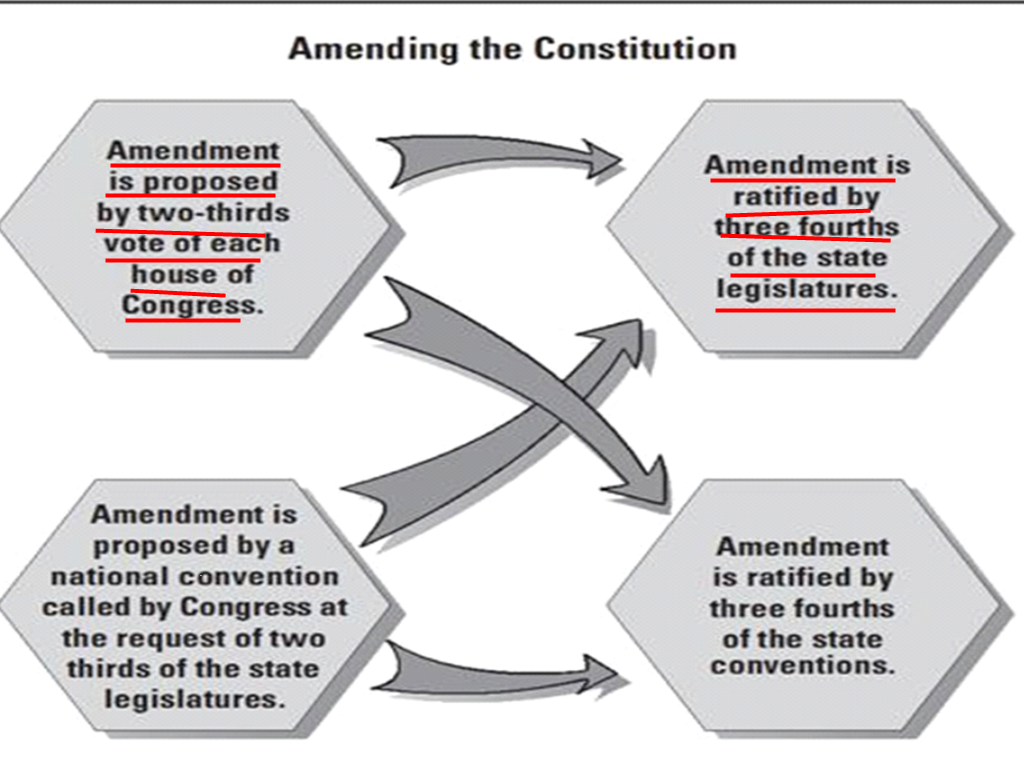 Amending the Constitution
Amendment
is proposed
by two-thirds
vote of each
house of
Congress.
Amendment is
ratified by
three fourths
of the state
legislatures.
Amendment is
proposed by a
national convention
called by Congress at
the request of two
thirds of the state
legislatures.
Amendment
is ratified by
three fourths
of the state
conventions.